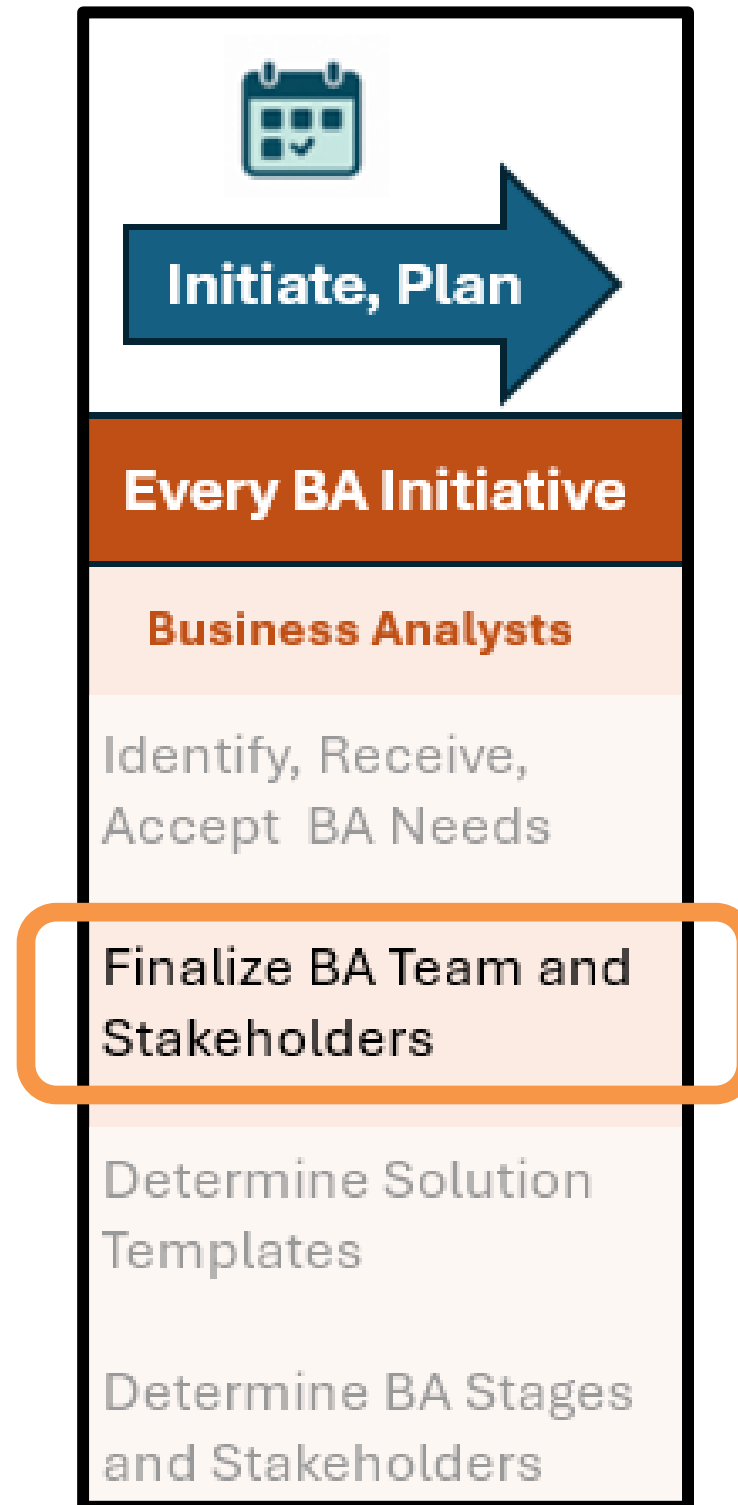 Initiate, Plan
Every BA Initiative
Business Analysts
Identify, Receive,
Accept BA Needs
Finalize BA Team and
Stakeholders
Determine Solution
Templates
Determine BA Stages
and Stakeholders